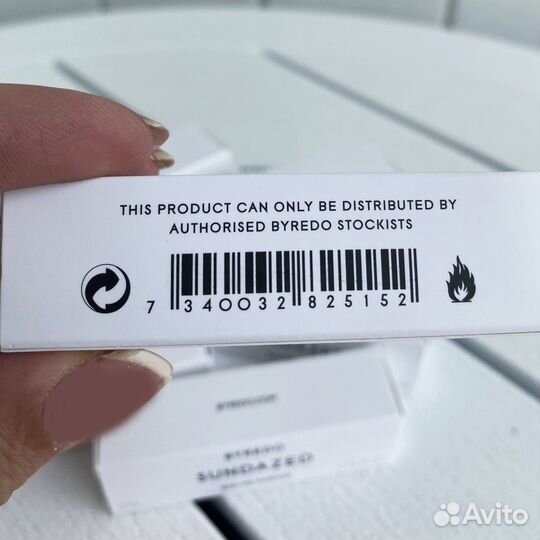 THIS PRODUCT CAN ONLY BE DISTRIBUTED BY
AUTHORISED BYREDO STOCKISTS
7 340032 825152
BYREDO
SUNDAZED
Avito